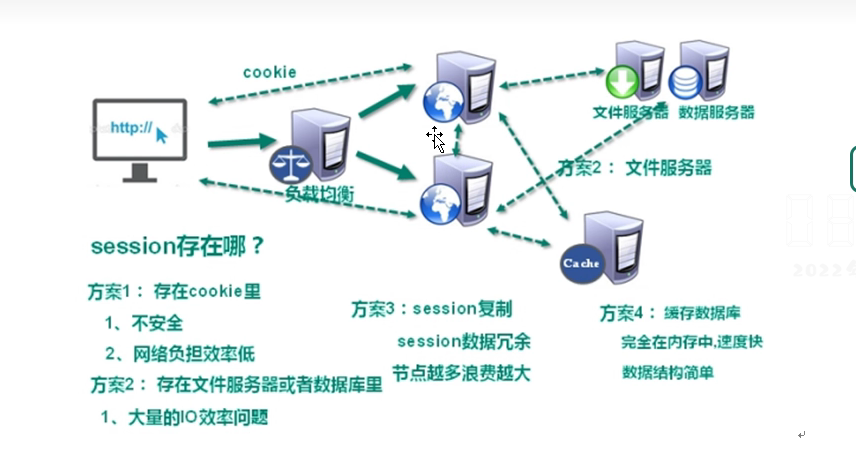 cookie
http://
负载均衡
文件服务器 数据服务器
方案2： 文件服务器
Cache
session存在哪？
方案1： 存在cookie里
1、不安全
2、网络负担效率低
方案2： 存在文件服务器或者数据库里
1、大量的IO效率问题
方案3：session复制
session数据冗余
节点越多浪费越大
方案4： 缓存数据库
完全在内存中,速度快
数据结构简单